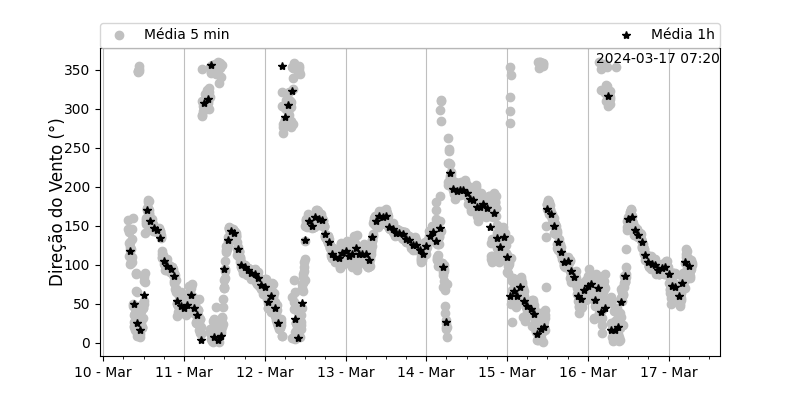 Média 5 min
Média 1h
2024-03-17 07:20
Direção do Vento (°)
350
300
250
200
150
100
50
0
10 - Mar
11 - Mar
12 - Mar
13 - Mar
14 - Mar
15 - Mar
16 - Mar
17 - Mar